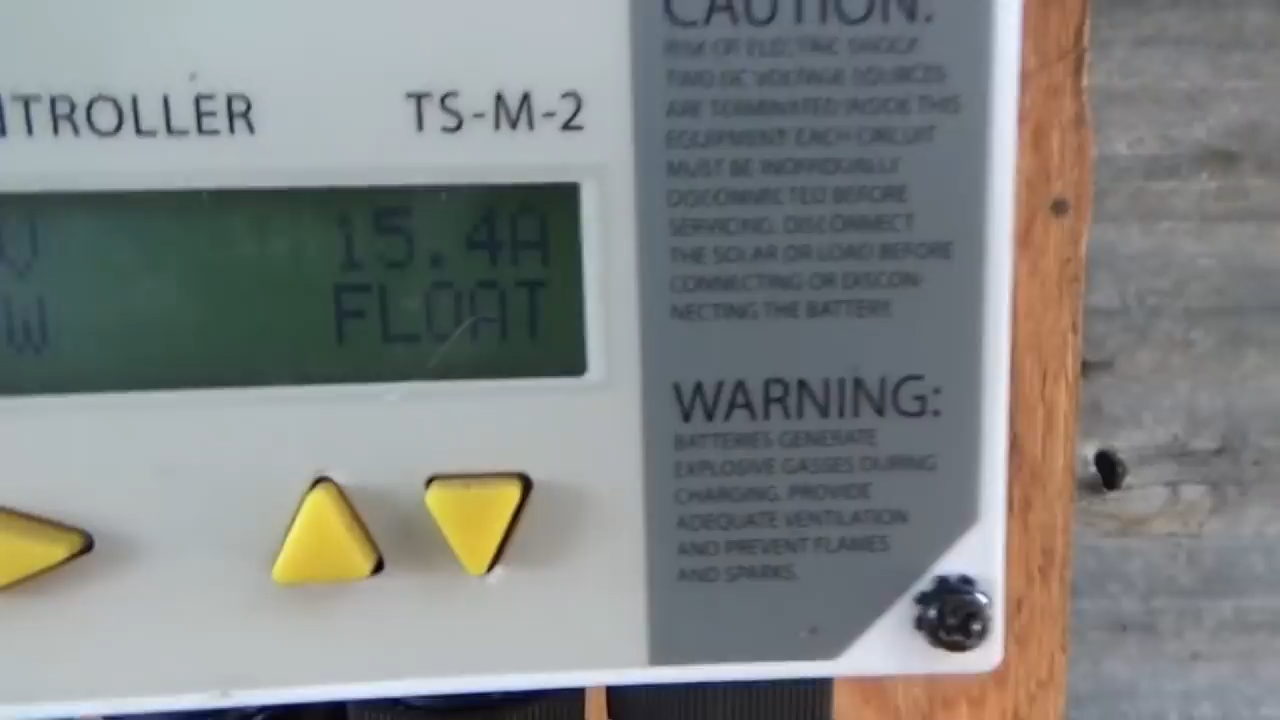 CAUTION:
RISK OF ELECTRIC SHOCK
TWO DC VOLTAGE SOURCES
ARE TERMINATED INSIDE THIS
EQUIPMENT. EACH CIRCUIT
MUST BE INDIVIDUALLY
DISCONNECTED BEFORE
SERVICING. DISCONNECT
THE SOLAR OR LOAD BEFORE
CONNECTING OR DISCON-
NECTING THE BATTERY.
NTROLLER TS-M-2
V 15.4A
W FLOAT
WARNING:
BATTERIES GENERATE
EXPLOSIVE GASSES DURING
CHARGING. PROVIDE
ADEQUATE VENTILATION
AND PREVENT FLAMES
AND SPARKS.